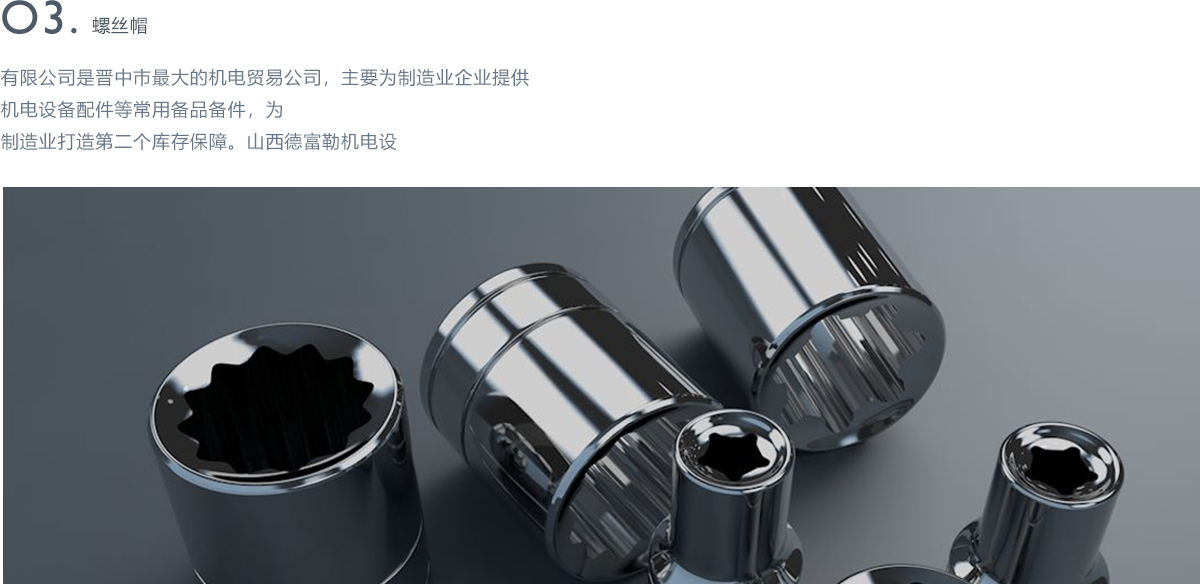 03. 螺丝帽
有限公司是晋中市最大的机电贸易公司，主要为制造业企业提供
机电设备配件等常用备品备件，为
制造业打造第二个库存保障。山西德富勒机电设